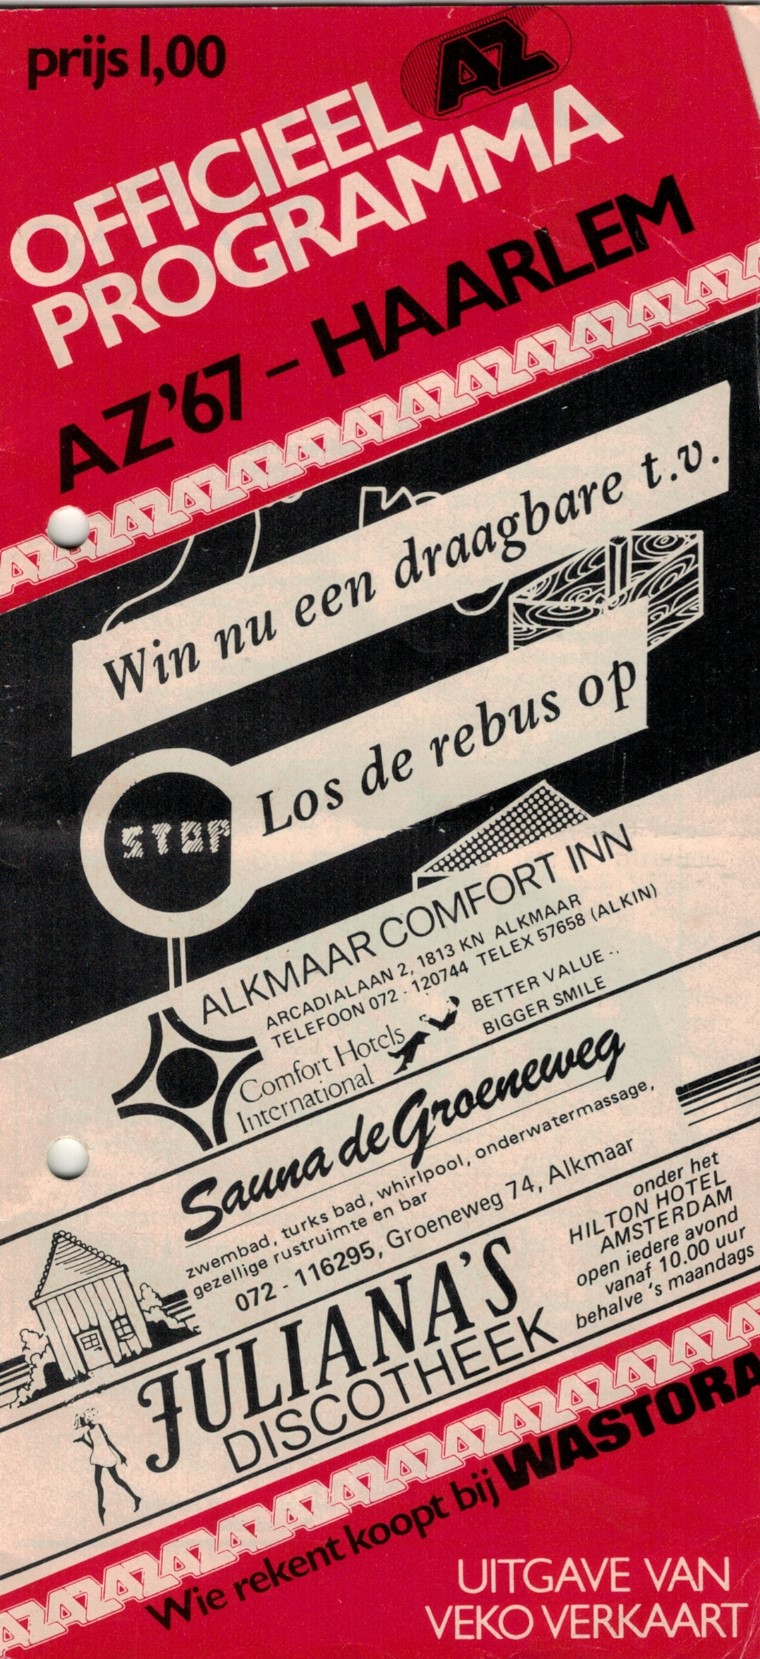 prijs 1,00
AZ
OFFICIEEL
PROGRAMMA
AZ'67 - HAARLEM
Win nu een draagbare t.v.
Los de rebus op
STOP
ALKMAAR COMFORT INN
ARCADIALAAN 2, 1813 KN ALKMAAR
TELEFOON 072 - 120744 TELEX 57658 (ALKIN)
Comfort Hotels
International
BETTER VALUE ..
BIGGER SMILE
Sauna de Groeneweg
zwembad, turks bad, whirlpool, onderwatermassage,
gezellige rustruimte en bar
072 - 116295, Groeneweg 74, Alkmaar
JULIANA'S
DISCOTHEEK
onder het
HILTON HOTEL
AMSTERDAM
open iedere avond
vanaf 10.00 uur
behalve 's maandags
Wie rekent koopt bij WASTORA
UITGAVE VAN
VEKO VERKAART